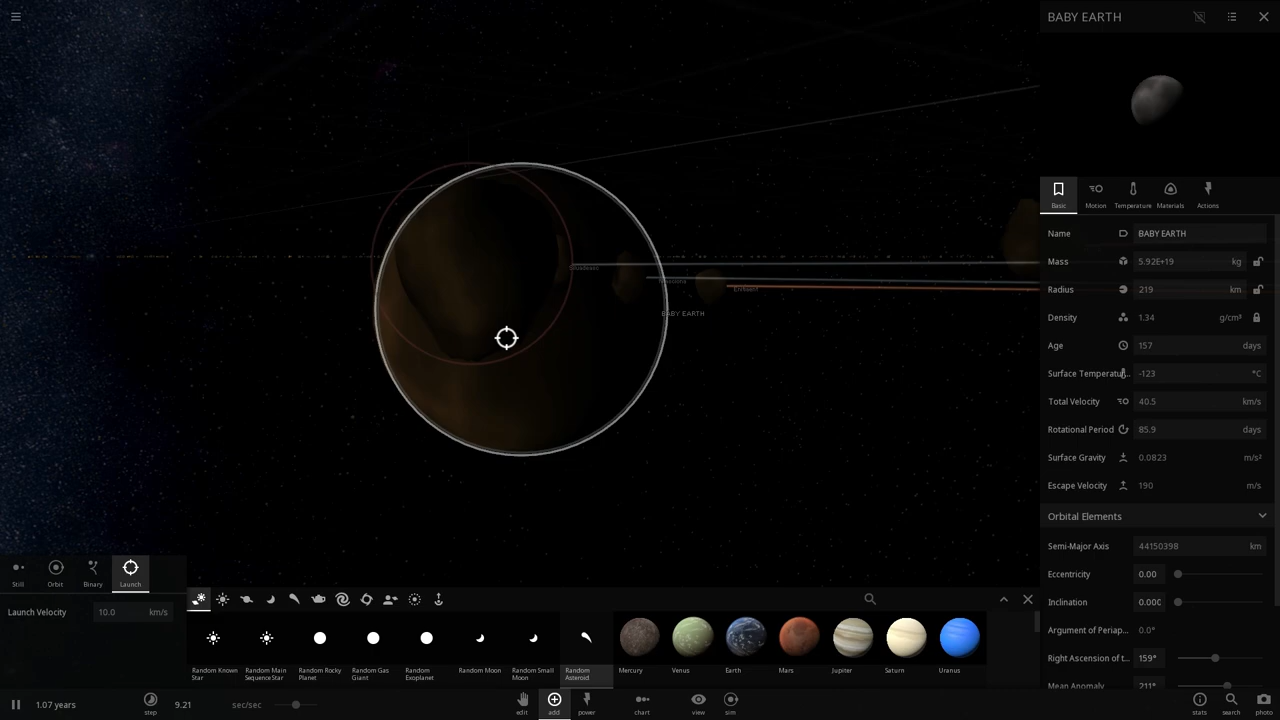 BABY EARTH
Basic
Motion
Temperature
Materials
Actions
Name BABY EARTH
Mass 5.92E+19 kg
Radius 219 km
Density 1.34 g/cm³
Age 157 days
Surface Temperatur... -123 °C
Total Velocity 40.5 km/s
Rotational Period 85.9 days
Surface Gravity 0.0823 m/s²
Escape Velocity 190 m/s
Orbital Elements
Semi-Major Axis 44150398 km
Eccentricity 0.00
Inclination 0.000
Argument of Periap... 0.0°
Right Ascension of t... 159°
Mean Anomaly 211°
BABY EARTH
Still
Orbit
Binary
Launch
Launch Velocity 10.0 km/s
Random Known Star
Random Main Sequence Star
Random Rocky Planet
Random Gas Giant
Random Exoplanet
Random Moon
Random Small Moon
Random Asteroid
Mercury
Venus
Earth
Mars
Jupiter
Saturn
Uranus
1.07 years
step
9.21 sec/sec
edit
add
power
chart
view
sim
stats
search
photo